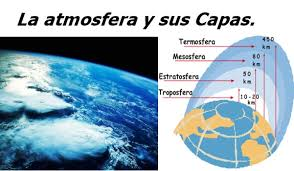 La atmosfera y sus Capas.
Termosfera
450
km
Mesosfera
80
km
Estratosfera
50
km
Troposfera
10-20
km